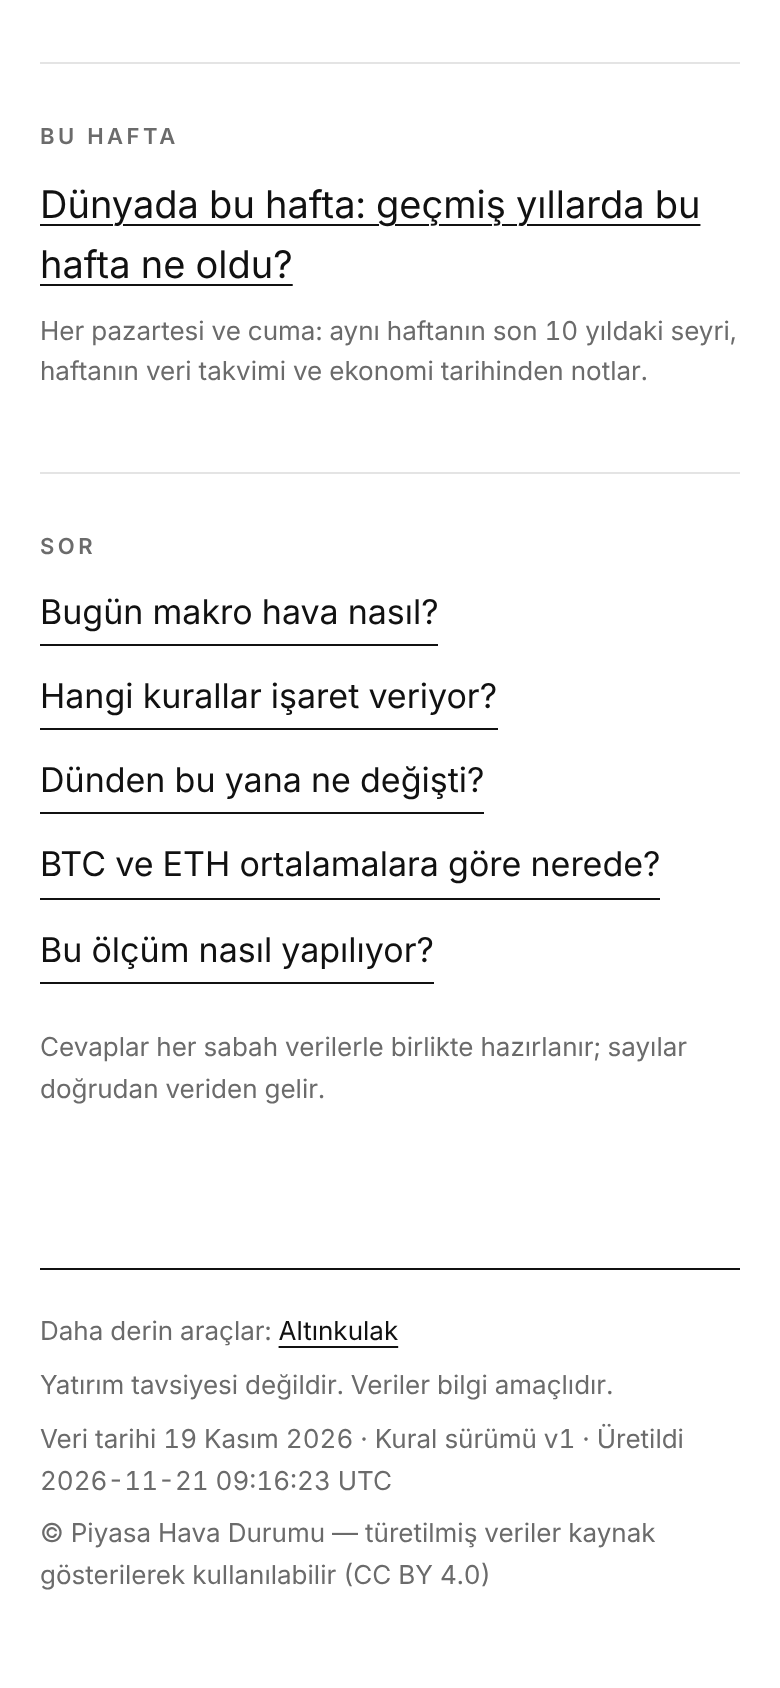 BU HAFTA
Dünyada bu hafta: geçmiş yıllarda bu
hafta ne oldu?
Her pazartesi ve cuma: aynı haftanın son 10 yıldaki seyri,
haftanın veri takvimi ve ekonomi tarihinden notlar.
SOR
Bugün makro hava nasıl?
Hangi kurallar işaret veriyor?
Dünden bu yana ne değişti?
BTC ve ETH ortalamalara göre nerede?
Bu ölçüm nasıl yapılıyor?
Cevaplar her sabah verilerle birlikte hazırlanır; sayılar
doğrudan veriden gelir.
Daha derin araçlar: Altınkulak
Yatırım tavsiyesi değildir. Veriler bilgi amaçlıdır.
Veri tarihi 19 Kasım 2026 · Kural sürümü v1 · Üretildi
2026-11-21 09:16:23 UTC
© Piyasa Hava Durumu — türetilmiş veriler kaynak
gösterilerek kullanılabilir (CC BY 4.0)